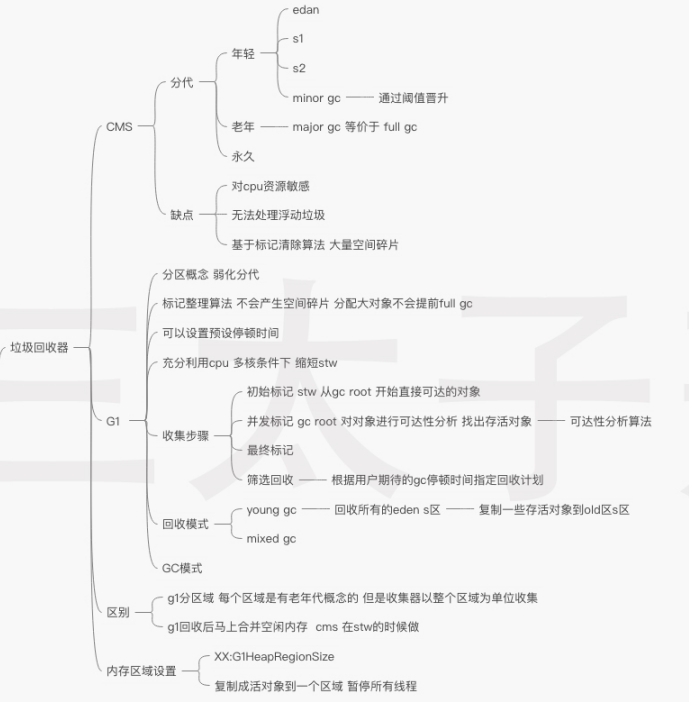 垃圾回收器
CMS
分代
年轻
edan
s1
s2
minor gc
通过阈值晋升
老年
major gc 等价于 full gc
永久
缺点
对cpu资源敏感
无法处理浮动垃圾
基于标记清除算法 大量空间碎片
G1
分区概念 弱化分代
标记整理算法 不会产生空间碎片 分配大对象不会提前full gc
可以设置预设停顿时间
充分利用cpu 多核条件下 缩短stw
收集步骤
初始标记 stw 从gc root 开始直接可达的对象
并发标记 gc root 对对象进行可达性分析 找出存活对象
可达性分析算法
最终标记
筛选回收
根据用户期待的gc停顿时间指定回收计划
回收模式
young gc
回收所有的eden s区
复制一些存活对象到old区s区
mixed gc
GC模式
区别
g1分区域 每个区域是有老年代概念的 但是收集器以整个区域为单位收集
g1回收后马上合并空闲内存 cms 在stw的时候做
内存区域设置
XX:G1HeapRegionSize
复制成活对象到一个区域 暂停所有线程
三太子